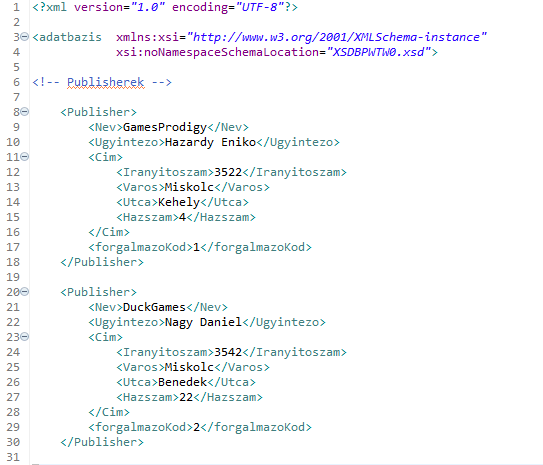 1 <?xml version="1.0" encoding="UTF-8"?>
2
3 <adatbazis xmlns:xsi="http://www.w3.org/2001/XMLSchema-instance"
4 xsi:noNamespaceSchemaLocation="XSDBPWTW0.xsd">
5
6 <!-- Publisherek -->
7
8 <Publisher>
9 <Nev>GamesProdigy</Nev>
10 <Ugyintezo>Hazardy Eniko</Ugyintezo>
11 <Cim>
12 <Iranyitoszam>3522</Iranyitoszam>
13 <Varos>Miskolc</Varos>
14 <Utca>Kehely</Utca>
15 <Hazszam>4</Hazszam>
16 </Cim>
17 <forgalmazoKod>1</forgalmazoKod>
18 </Publisher>
19
20 <Publisher>
21 <Nev>DuckGames</Nev>
22 <Ugyintezo>Nagy Daniel</Ugyintezo>
23 <Cim>
24 <Iranyitoszam>3542</Iranyitoszam>
25 <Varos>Miskolc</Varos>
26 <Utca>Benedek</Utca>
27 <Hazszam>22</Hazszam>
28 </Cim>
29 <forgalmazoKod>2</forgalmazoKod>
30 </Publisher>
31